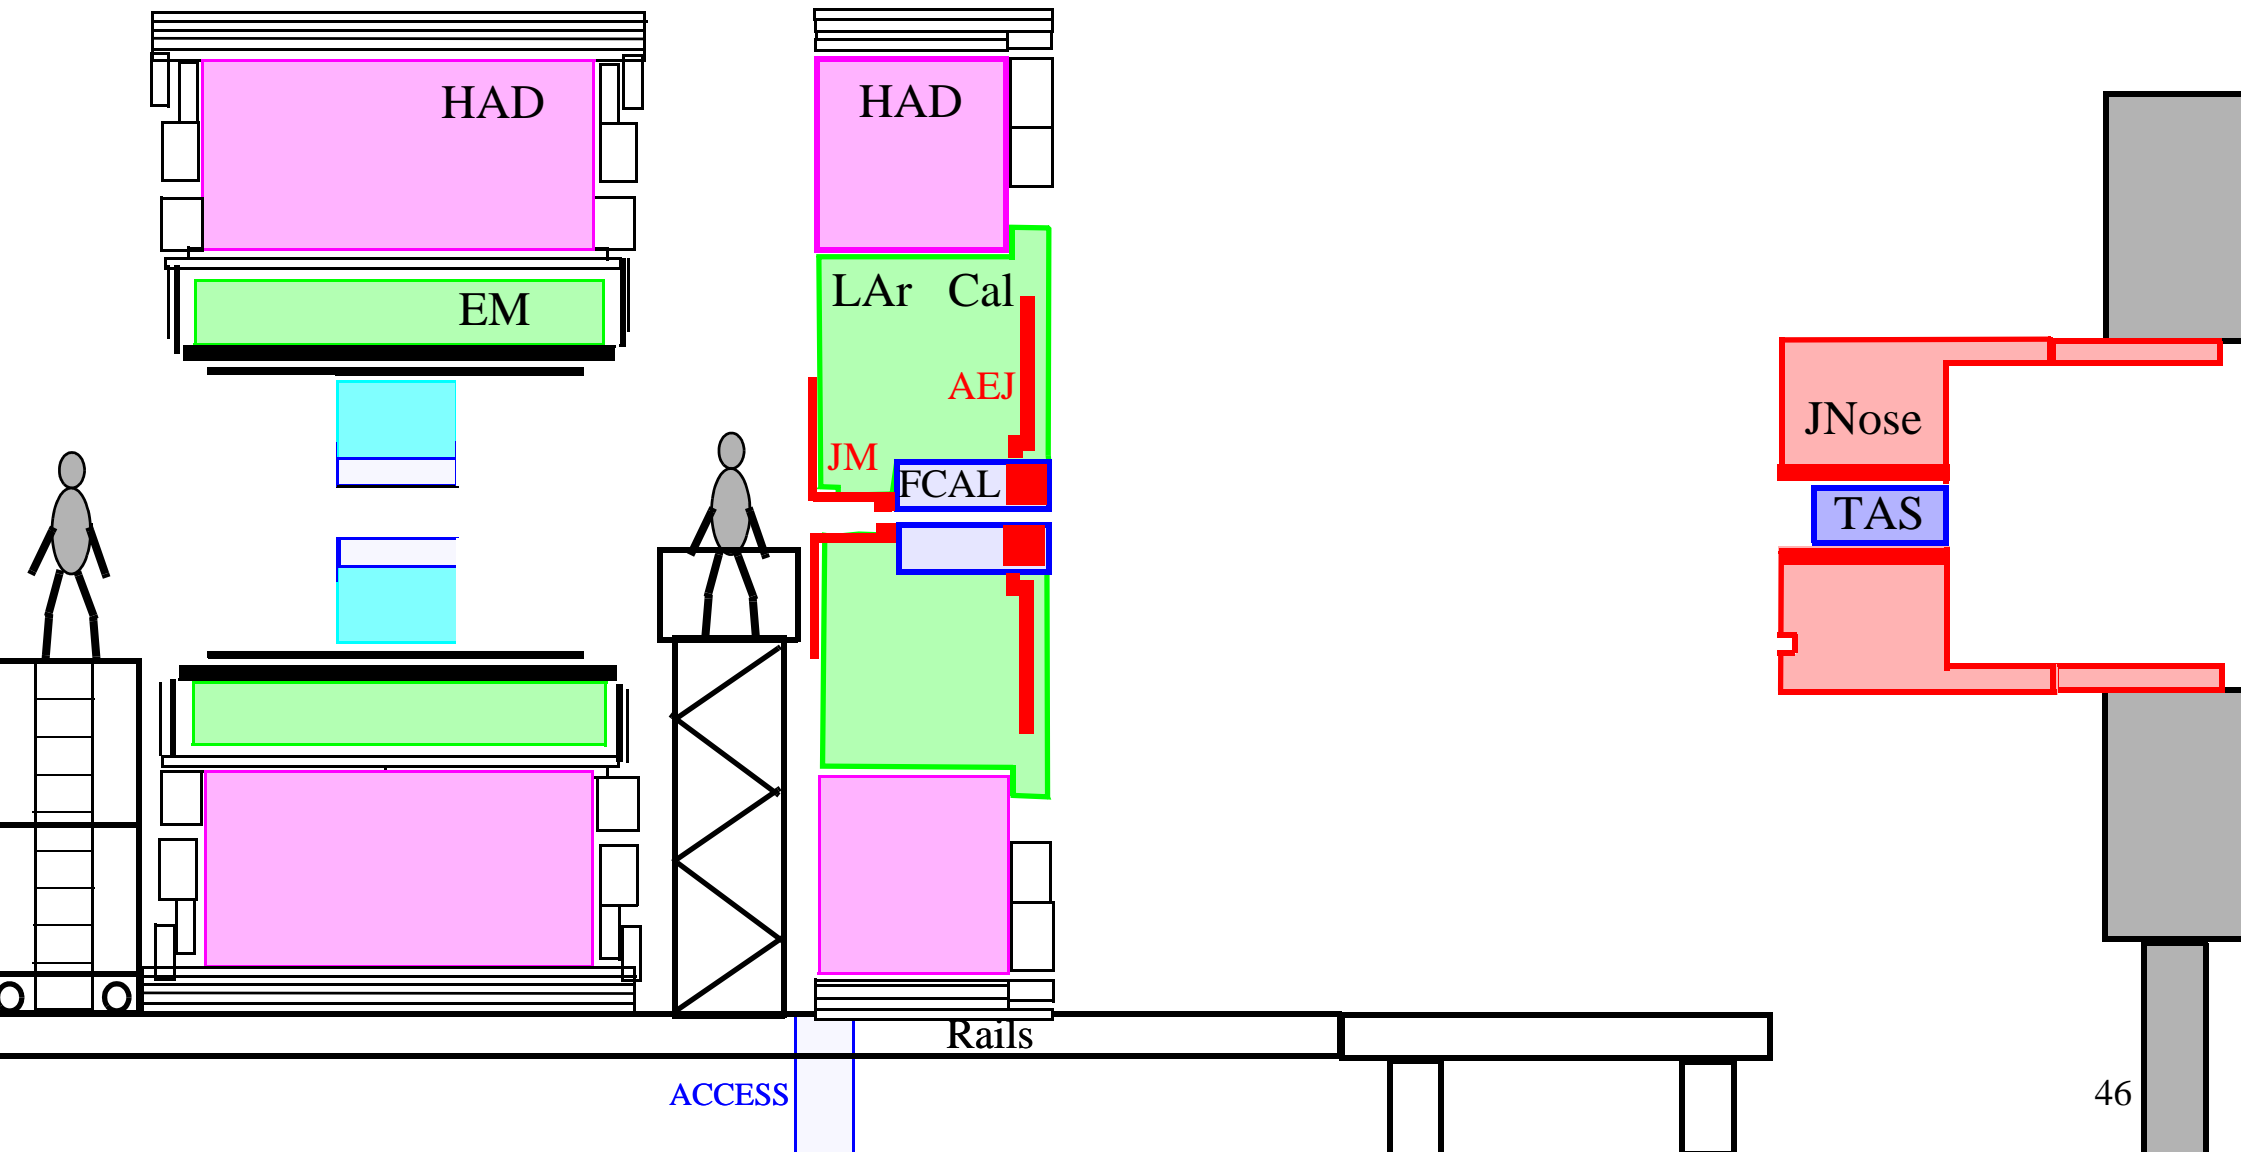 HAD
HAD
EM
LAr Cal
AEJ
JM
FCAL
JNose
TAS
Rails
ACCESS
46